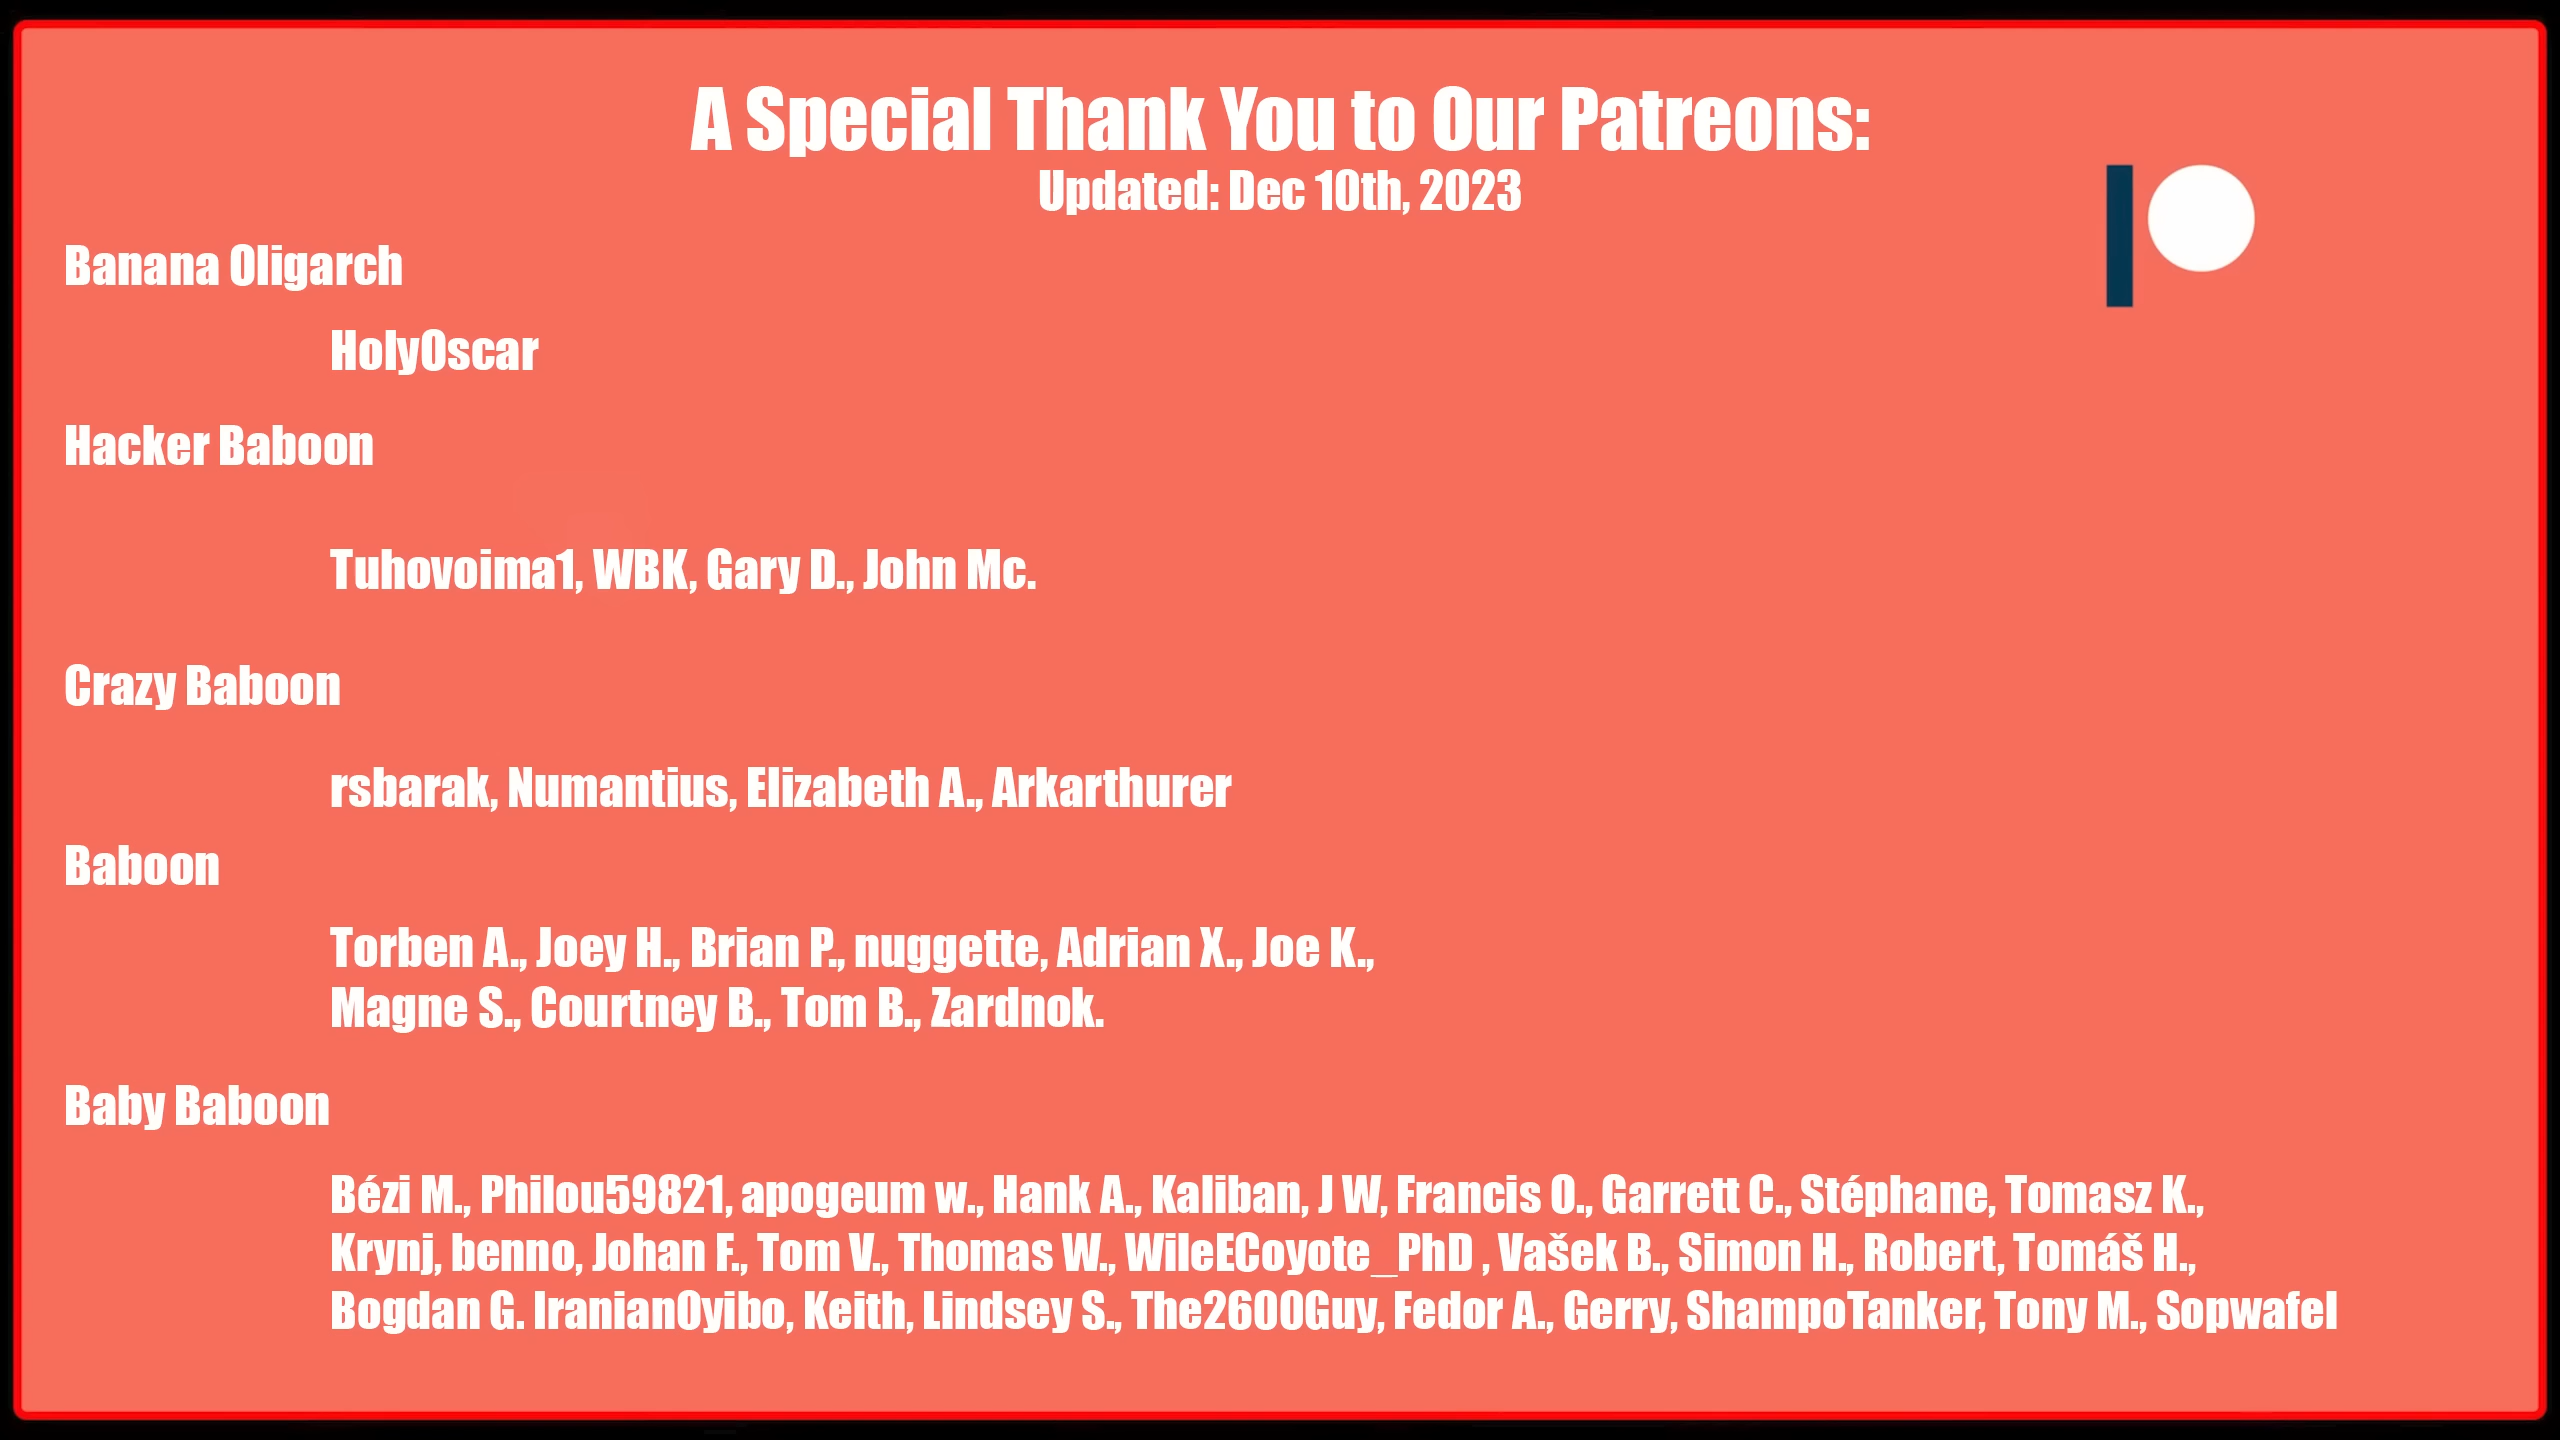 A Special Thank You to Our Patreons:
Updated: Dec 10th, 2023
Banana Oligarch
HolyOscar
Hacker Baboon
Tuhovoima1, WBK, Gary D., John Mc.
Crazy Baboon
rsbarak, Numantius, Elizabeth A., Arkarthurer
Baboon
Torben A., Joey H., Brian P., nuggette, Adrian X., Joe K.,
Magne S., Courtney B., Tom B., Zardnok.
Baby Baboon
Bézi M., Philou59821, apogeum w., Hank A., Kaliban, J W, Francis O., Garrett C., Stéphane, Tomasz K.,
Krynj, benno, Johan F., Tom V., Thomas W., WileECoyote_PhD , Vašek B., Simon H., Robert, Tomáš H.,
Bogdan G. IranianOyibo, Keith, Lindsey S., The2600Guy, Fedor A., Gerry, ShampoTanker, Tony M., Sopwafel